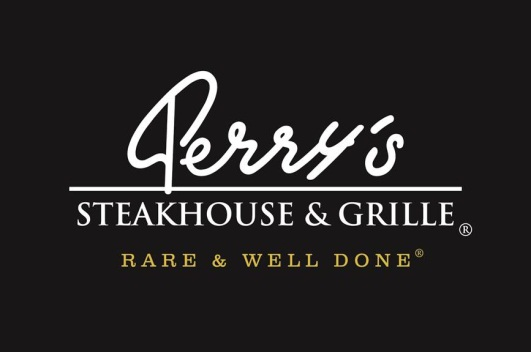 Perry's
STEAKHOUSE & GRILLE®
RARE & WELL DONE®